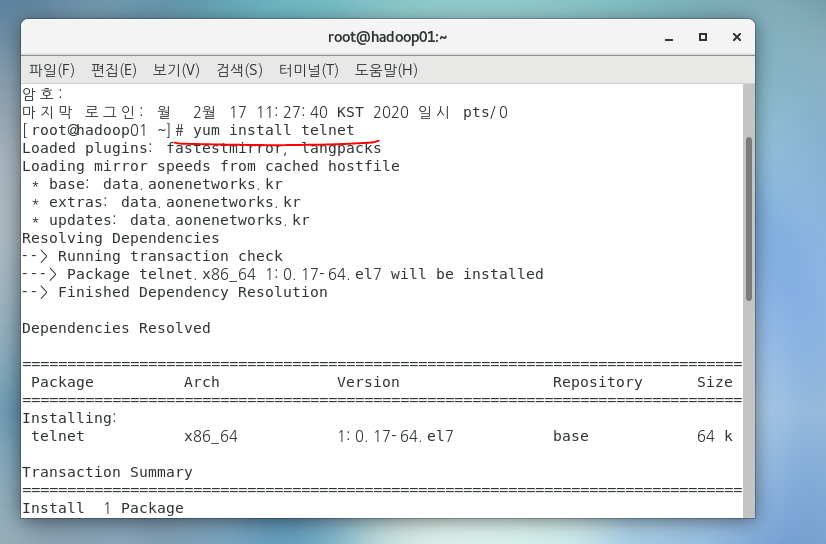 root@hadoop01:~
파일(F) 편집(E) 보기(V) 검색(S) 터미널(T) 도움말(H)
암호:
마지막 로그인: 월  2월 17 11:27:40 KST 2020 일시 pts/0
[root@hadoop01 ~]# yum install telnet
Loaded plugins: fastestmirror, langpacks
Loading mirror speeds from cached hostfile
 * base: data.aonenetworks.kr
 * extras: data.aonenetworks.kr
 * updates: data.aonenetworks.kr
Resolving Dependencies
--> Running transaction check
---> Package telnet.x86_64 1:0.17-64.el7 will be installed
--> Finished Dependency Resolution
Dependencies Resolved
================================================================================
 Package          Arch             Version                 Repository      Size
================================================================================
Installing:
 telnet           x86_64           1:0.17-64.el7           base            64 k
Transaction Summary
================================================================================
Install  1 Package